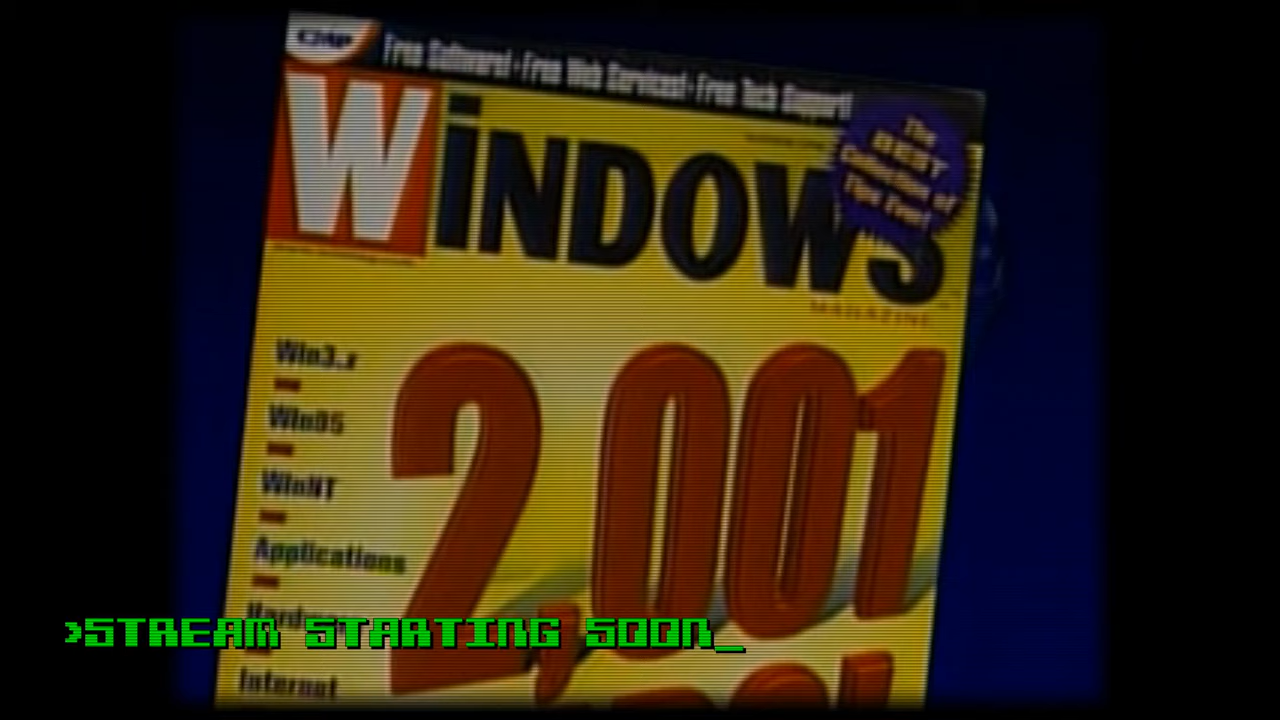 Free Software! · Free Web Services! · Free Tech Support!
The
BEST
Collection of
Tips Ever!
WiNDOWS
MAGAZINE
Win3.x
Win95
WinNT
Applications
Hardware
Internet
2,001
>STREAM STARTING SOON_